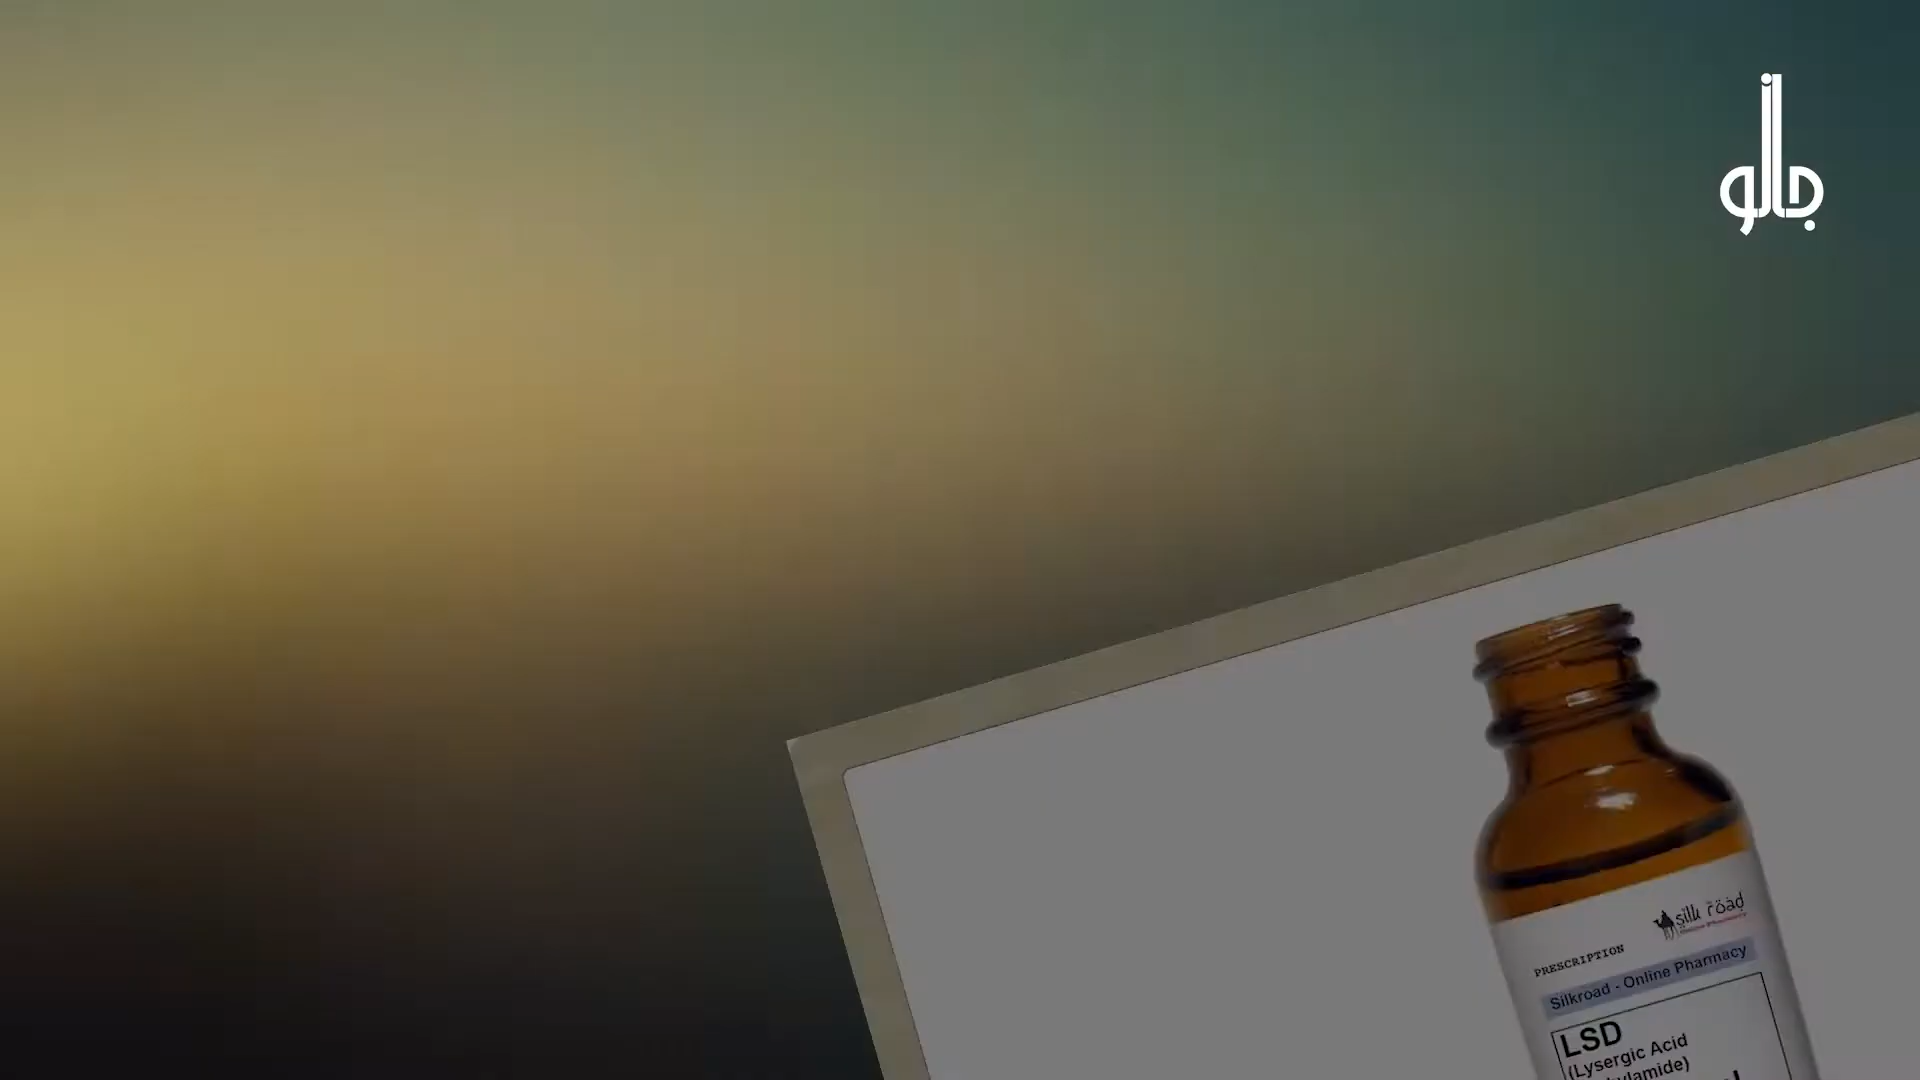 جالو
silk road
PRESCRIPTION
Silkroad - Online Pharmacy
LSD
(Lysergic Acid